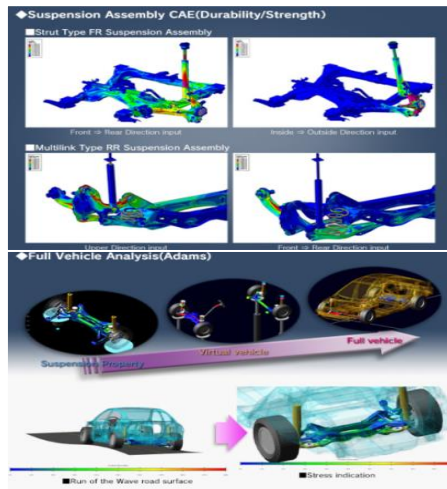 ◆Suspension Assembly CAE(Durability/Strength)
■Strut Type FR Suspension Assembly
Front ⇨ Rear Direction input
Inside ⇨ Outside Direction input
■Multilink Type RR Suspension Assembly
Upper Direction input
Front ⇨ Rear Direction input
◆Full Vehicle Analysis(Adams)
Full vehicle
Virtual vehicle
Suspension Property
■Run of the Wave road surface
■Stress indication